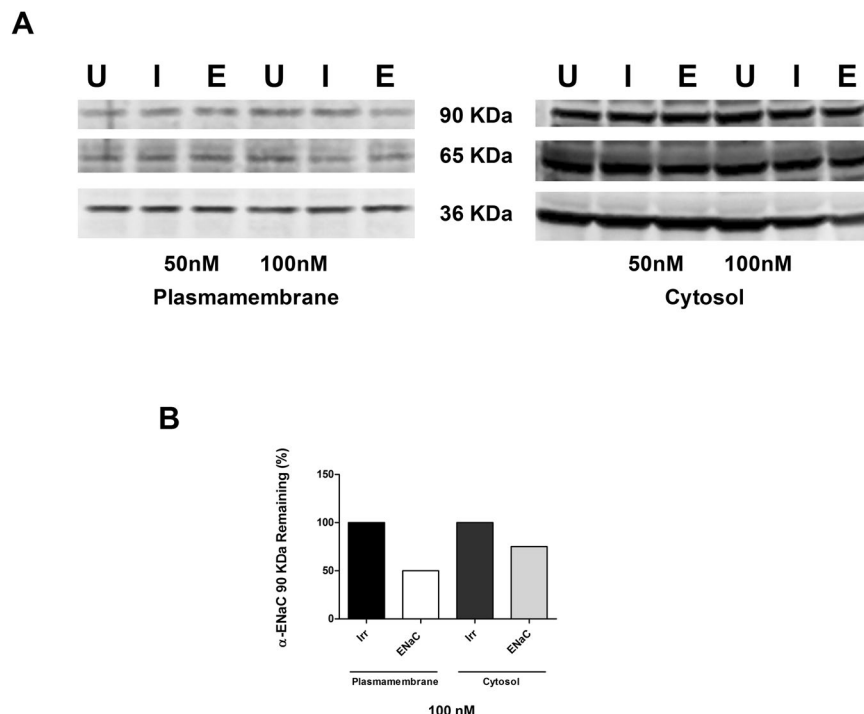 A
U I E U I E
U I E U I E
90 KDa
65 KDa
36 KDa
50nM 100nM
50nM 100nM
Plasmamembrane
Cytosol
B
α-ENaC 90 KDa Remaining (%)
150
100
50
0
Irr
ENaC
Irr
ENaC
Plasmamembrane
Cytosol
100 nM